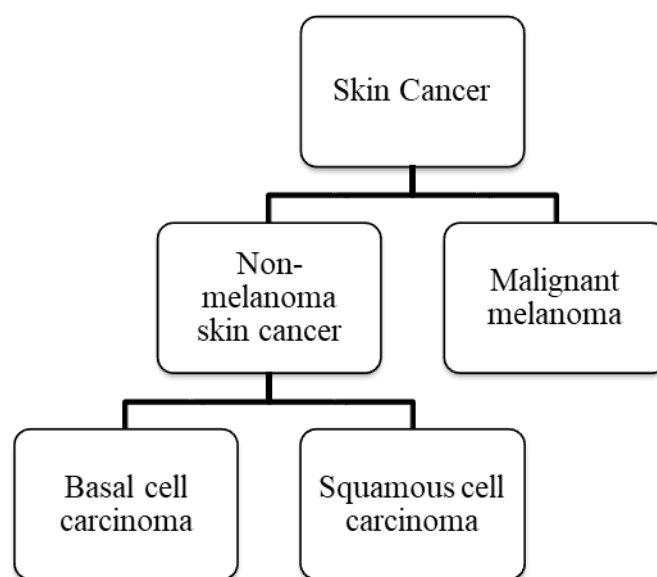 Skin Cancer
Non-
melanoma
skin cancer
Malignant
melanoma
Basal cell
carcinoma
Squamous cell
carcinoma